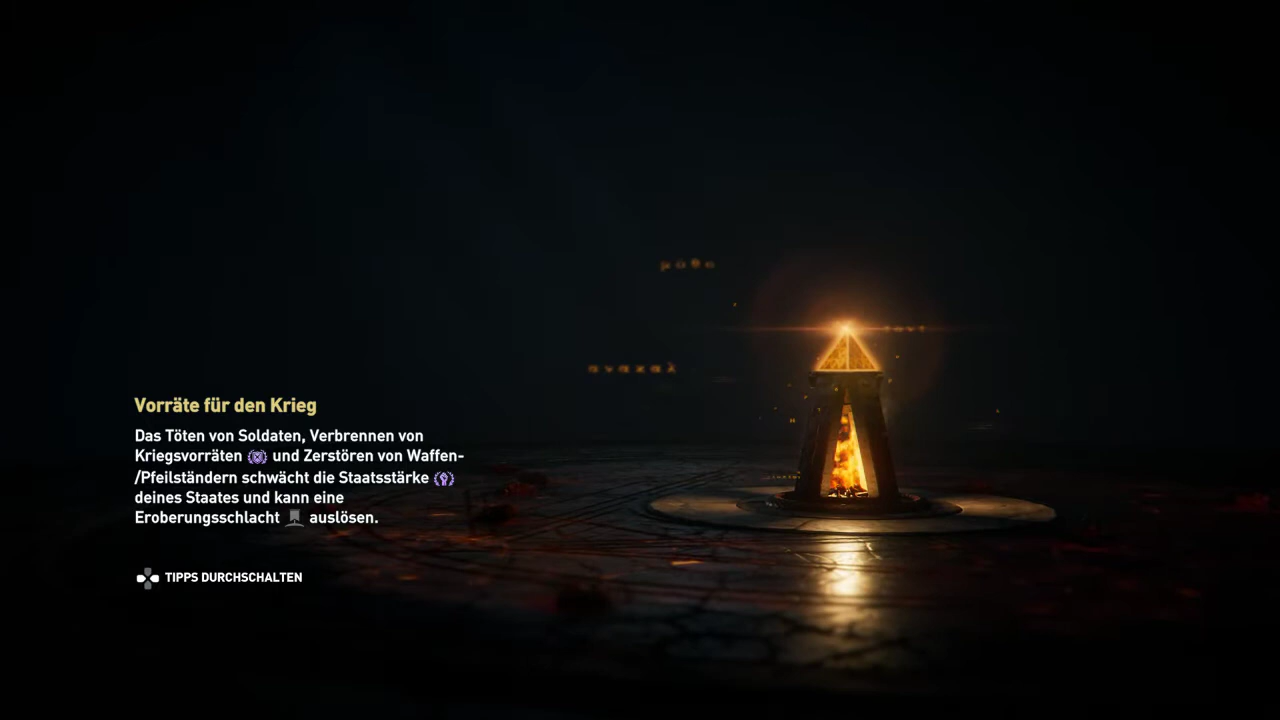 Vorräte für den Krieg
Das Töten von Soldaten, Verbrennen von
Kriegsvorräten und Zerstören von Waffen-
/Pfeilständern schwächt die Staatsstärke
deines Staates und kann eine
Eroberungsschlacht auslösen.
TIPPS DURCHSCHALTEN